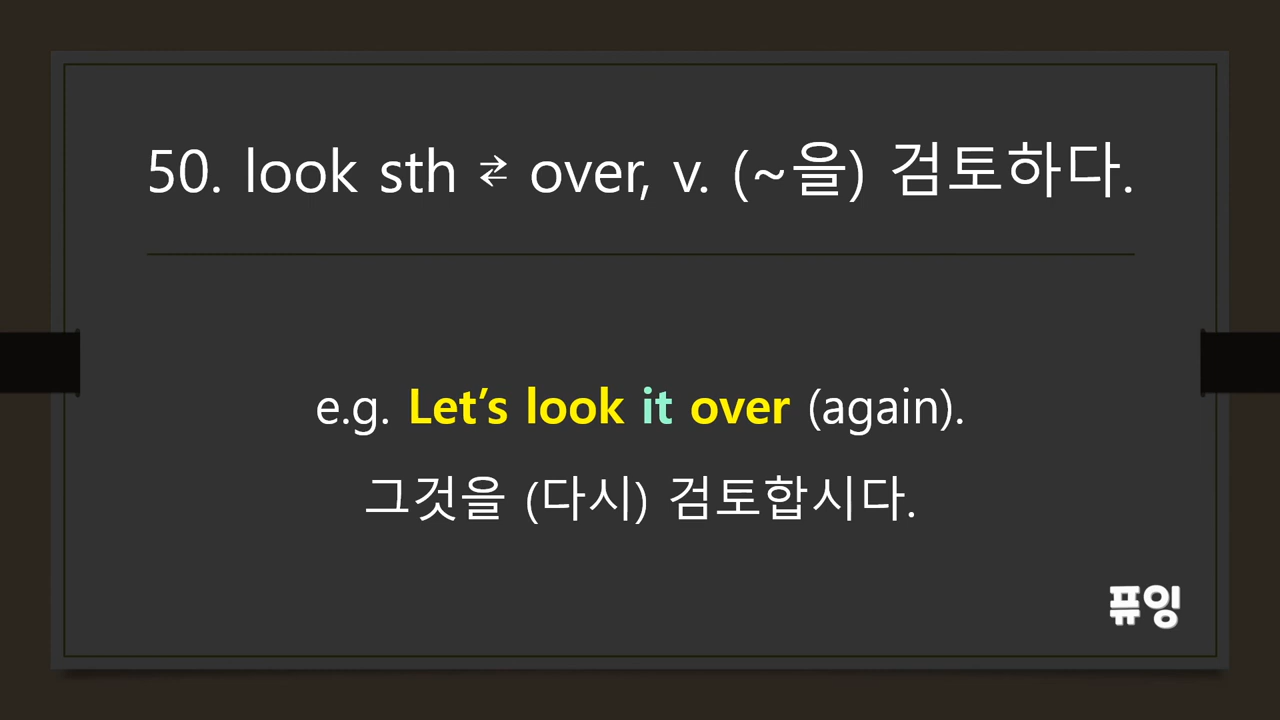 50. look sth ⇄ over, v. (~을) 검토하다.
e.g. Let’s look it over (again).
그것을 (다시) 검토합시다.
퓨잉